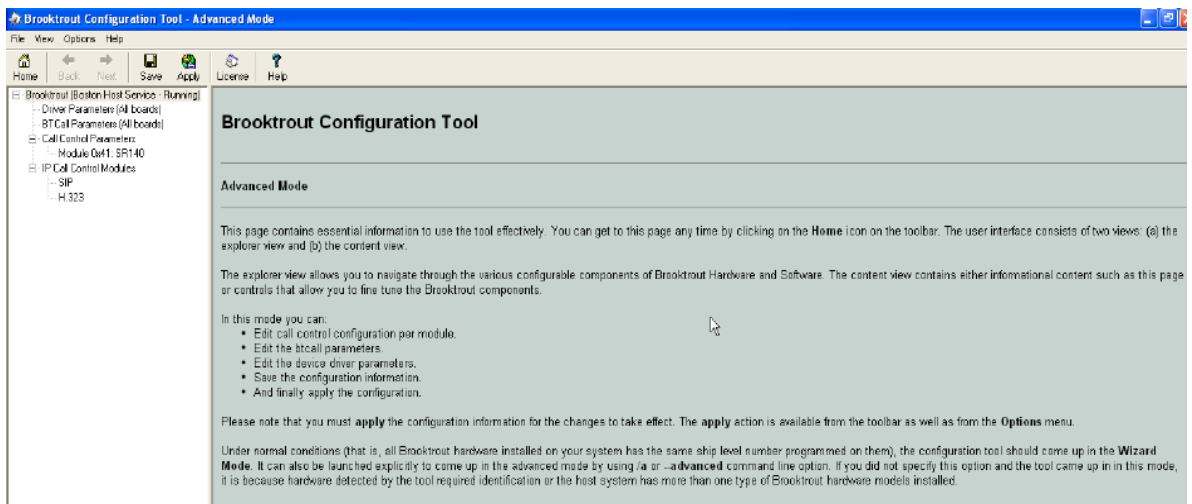 Brooktrout Configuration Tool - Advanced Mode
File View Options Help
Home Back Next Save Apply License Help
Brooktrout (Boston Host Service - Running)
Driver Parameters (All boards)
BTCall Parameters (All boards)
Call Control Parameters
Module 0x41: SR140
IP Call Control Modules
SIP
H.323
Brooktrout Configuration Tool
Advanced Mode
This page contains essential information to use the tool effectively. You can get to this page any time by clicking on the Home icon on the toolbar. The user interface consists of two views: (a) the
explorer view and (b) the content view.
The explorer view allows you to navigate through the various configurable components of Brooktrout Hardware and Software. The content view contains either informational content such as this page
or controls that allow you to fine tune the Brooktrout components.
In this mode you can:
• Edit call control configuration per module.
• Edit the btcall parameters.
• Edit the device driver parameters.
• Save the configuration information.
• And finally apply the configuration.
Please note that you must apply the configuration information for the changes to take effect. The apply action is available from the toolbar as well as from the Options menu.
Under normal conditions (that is, all Brooktrout hardware installed on your system has the same ship level number programmed on them), the configuration tool should come up in the Wizard
Mode. It can also be launched explicitly to come up in the advanced mode by using /a or --advanced command line option. If you did not specify this option and the tool came up in in this mode,
it is because hardware detected by the tool required identification or the host system has more than one type of Brooktrout hardware models installed.